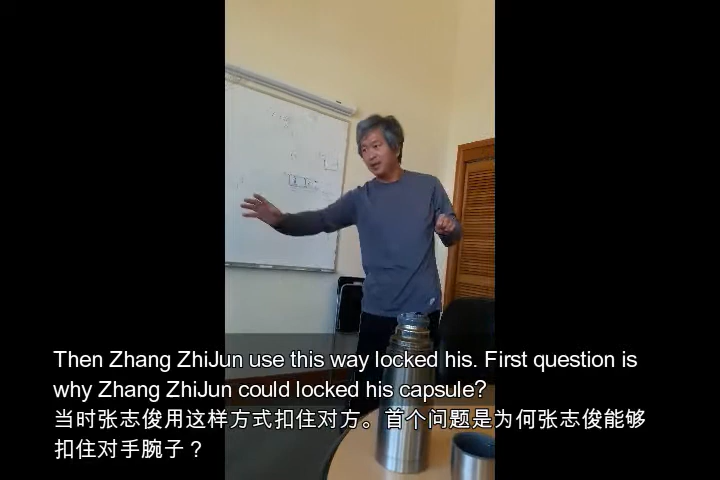 Then Zhang ZhiJun use this way locked his. First question is
why Zhang ZhiJun could locked his capsule?
当时张志俊用这样方式扣住对方。首个问题是为何张志俊能够
扣住对手腕子？